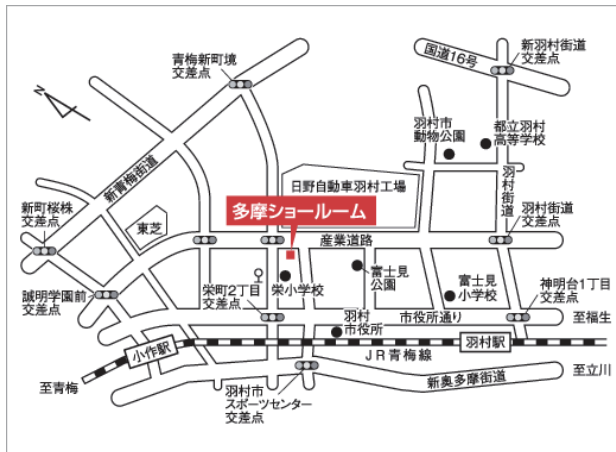 新羽村街道
交差点
国道16号
青梅新町境
交差点
N
羽村市
動物公園
都立羽村
高等学校
新青梅街道
日野自動車羽村工場
羽村街道
新町桜株
交差点
東芝
多摩ショールーム
羽村街道
交差点
産業道路
誠明学園前
交差点
栄町2丁目
交差点
栄小学校
富士見
公園
富士見
小学校
神明台1丁目
交差点
羽村
市役所
市役所通り
至福生
小作駅
JR青梅線
羽村駅
至青梅
羽村市
スポーツセンター
交差点
新奥多摩街道
至立川